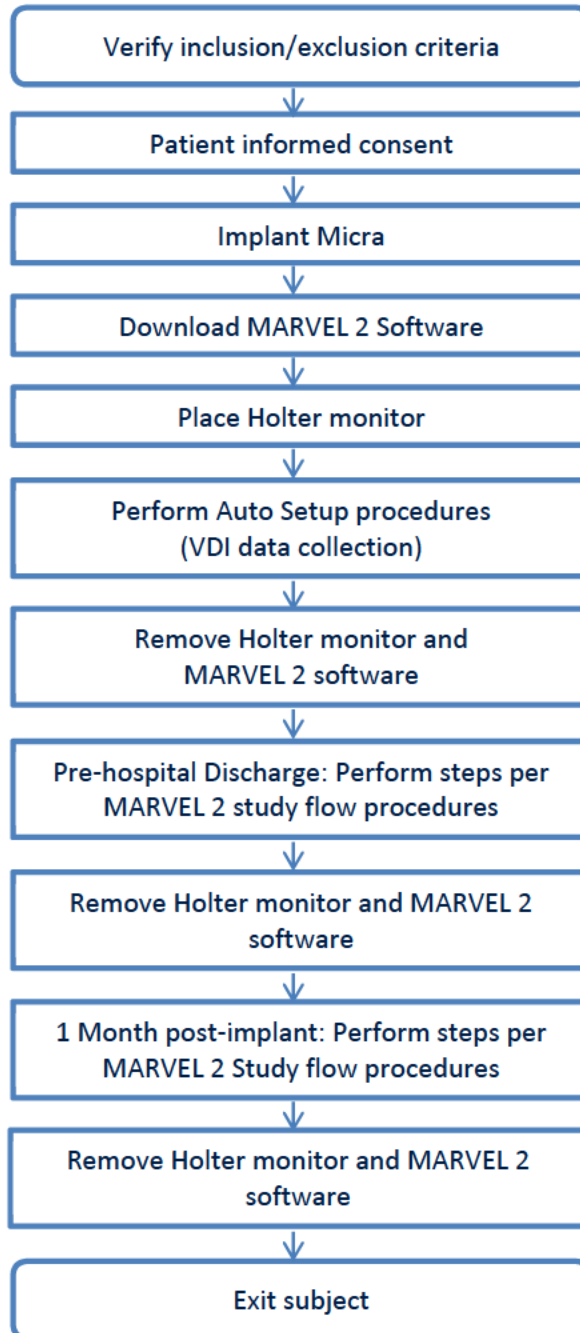 Verify inclusion/exclusion criteria
Patient informed consent
Implant Micra
Download MARVEL 2 Software
Place Holter monitor
Perform Auto Setup procedures
(VDI data collection)
Remove Holter monitor and
MARVEL 2 software
Pre-hospital Discharge: Perform steps per
MARVEL 2 study flow procedures
Remove Holter monitor and MARVEL 2
software
1 Month post-implant: Perform steps per
MARVEL 2 Study flow procedures
Remove Holter monitor and MARVEL 2
software
Exit subject